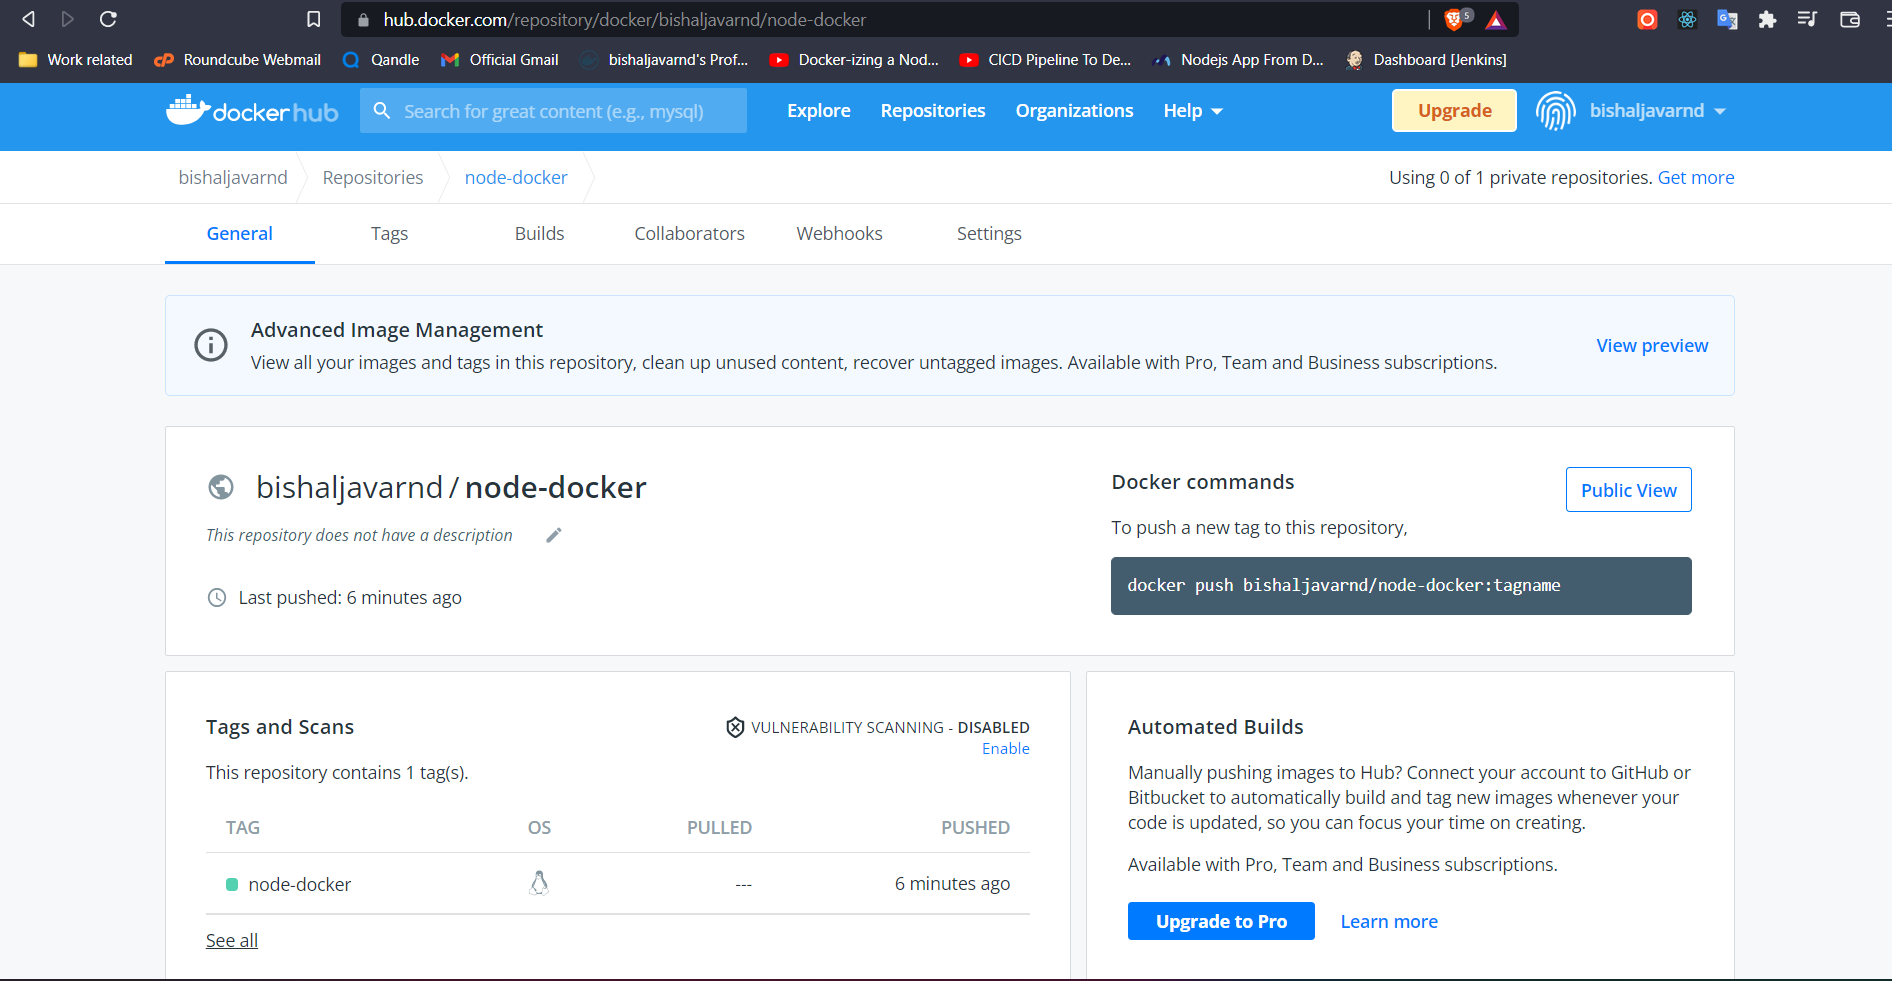 hub.docker.com/repository/docker/bishaljavarnd/node-docker
5
Work related
Roundcube Webmail
Qandle
Official Gmail
bishaljavarnd's Prof...
Docker-izing a Nod...
CICD Pipeline To De...
Nodejs App From D...
Dashboard [Jenkins]
dockerhub
Search for great content (e.g., mysql)
Explore
Repositories
Organizations
Help
Upgrade
bishaljavarnd
bishaljavarnd
Repositories
node-docker
Using 0 of 1 private repositories. Get more
General
Tags
Builds
Collaborators
Webhooks
Settings
Advanced Image Management
View all your images and tags in this repository, clean up unused content, recover untagged images. Available with Pro, Team and Business subscriptions.
View preview
bishaljavarnd / node-docker
This repository does not have a description
Last pushed: 6 minutes ago
Docker commands
Public View
To push a new tag to this repository,
docker push bishaljavarnd/node-docker:tagname
Tags and Scans
VULNERABILITY SCANNING - DISABLED
Enable
This repository contains 1 tag(s).
TAG OS PULLED PUSHED
node-docker --- 6 minutes ago
See all
Automated Builds
Manually pushing images to Hub? Connect your account to GitHub or
Bitbucket to automatically build and tag new images whenever your
code is updated, so you can focus your time on creating.
Available with Pro, Team and Business subscriptions.
Upgrade to Pro
Learn more